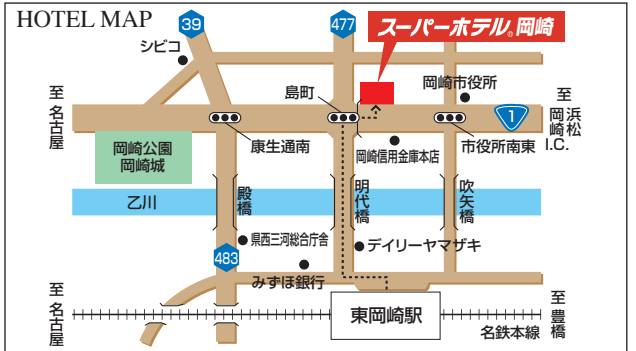 HOTEL MAP
39
477
スーパーホテル®岡崎
シビコ
岡崎市役所
至名古屋
島町
至浜松
岡崎I.C.
1
康生通南
岡崎信用金庫本店
市役所南東
岡崎公園
岡崎城
乙川
殿橋
明代橋
吹矢橋
県西三河総合庁舎
デイリーヤマザキ
483
みずほ銀行
至名古屋
東岡崎駅
至豊橋
名鉄本線